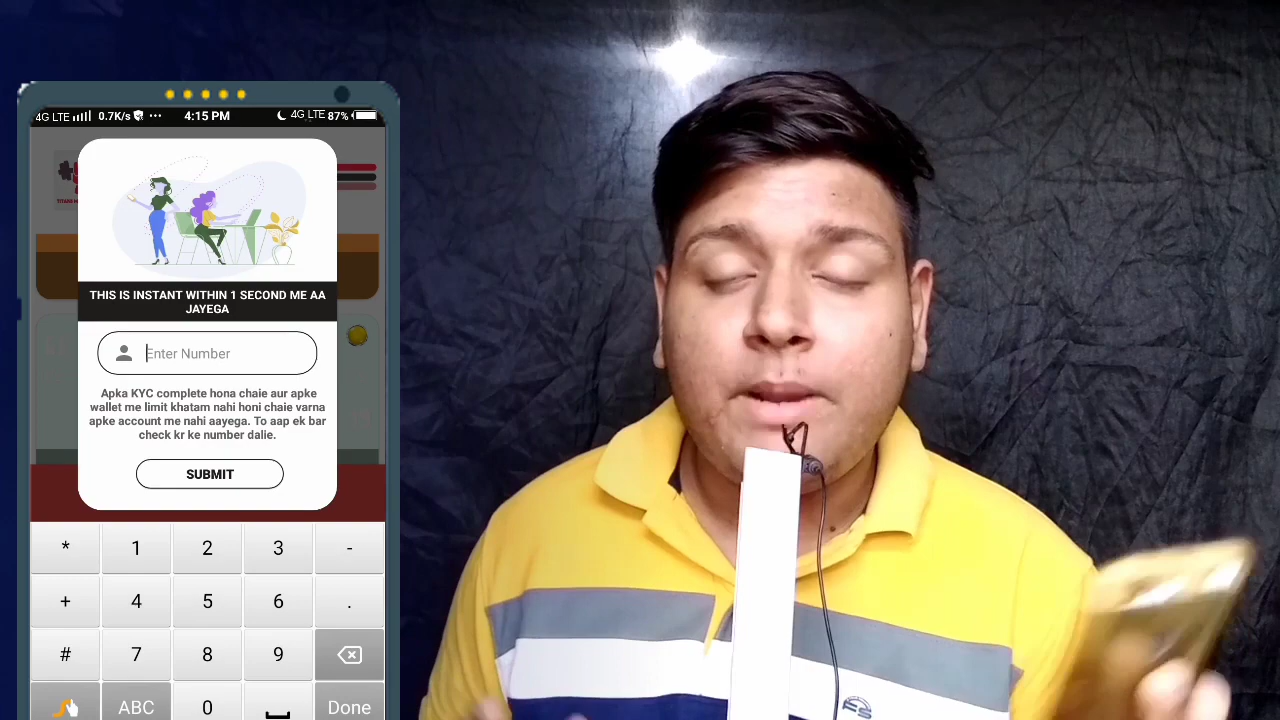 4G LTE 0.7K/s ... 4:15 PM 4G LTE 87%
THIS IS INSTANT WITHIN 1 SECOND ME AA
JAYEGA
Enter Number
Apka KYC complete hona chaie aur apke
wallet me limit khatam nahi honi chaie varna
apke account me nahi aayega. To aap ek bar
check kr ke number dalie.
SUBMIT
* 1 2 3 -
+ 4 5 6 .
# 7 8 9
ABC 0 Done